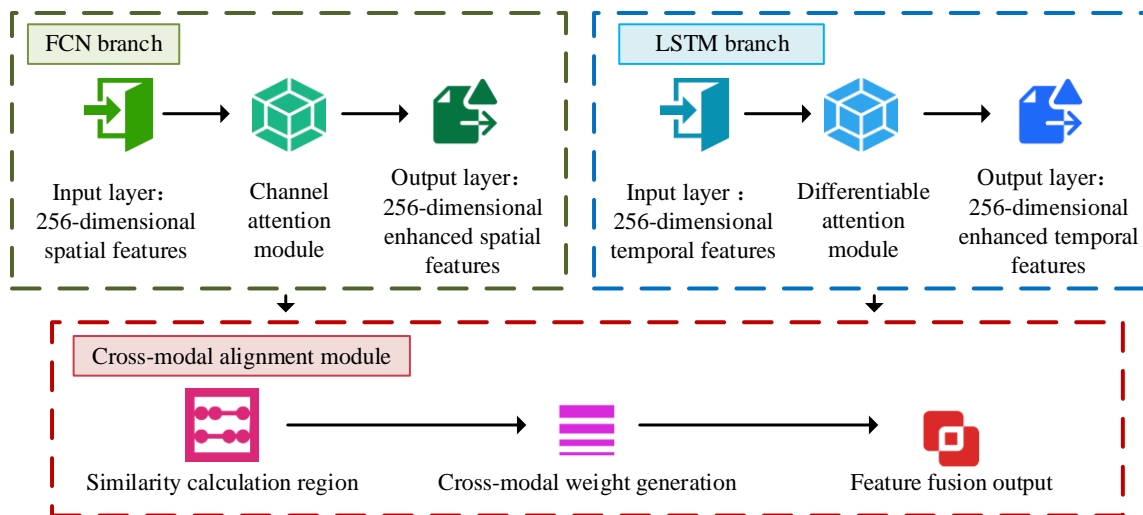 FCN branch
Input layer：
256-dimensional
spatial features
Channel
attention
module
Output layer：
256-dimensional
enhanced spatial
features
LSTM branch
Input layer：
256-dimensional
temporal features
Differentiable
attention module
Output layer：
256-dimensional
enhanced temporal
features
Cross-modal alignment module
Similarity calculation region
Cross-modal weight generation
Feature fusion output